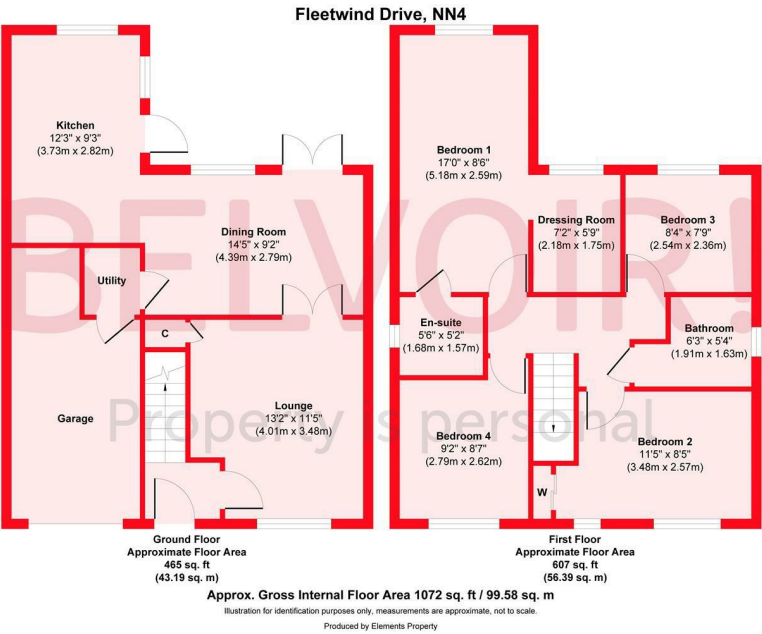 Fleetwind Drive, NN4
Kitchen
12'3" x 9'3"
(3.73m x 2.82m)
Dining Room
14'5" x 9'2"
(4.39m x 2.79m)
Utility
C
Garage
Lounge
13'2" x 11'5"
(4.01m x 3.48m)
Bedroom 1
17'0" x 8'6"
(5.18m x 2.59m)
Dressing Room
7'2" x 5'9"
(2.18m x 1.75m)
Bedroom 3
8'4" x 7'9"
(2.54m x 2.36m)
En-suite
5'6" x 5'2"
(1.68m x 1.57m)
Bathroom
6'3" x 5'4"
(1.91m x 1.63m)
Bedroom 4
9'2" x 8'7"
(2.79m x 2.62m)
Bedroom 2
11'5" x 8'5"
(3.48m x 2.57m)
W
BELVOIR!
Property is personal
Ground Floor
Approximate Floor Area
465 sq. ft
(43.19 sq. m)
First Floor
Approximate Floor Area
607 sq. ft
(56.39 sq. m)
Approx. Gross Internal Floor Area 1072 sq. ft / 99.58 sq. m
Illustration for identification purposes only, measurements are approximate, not to scale.
Produced by Elements Property